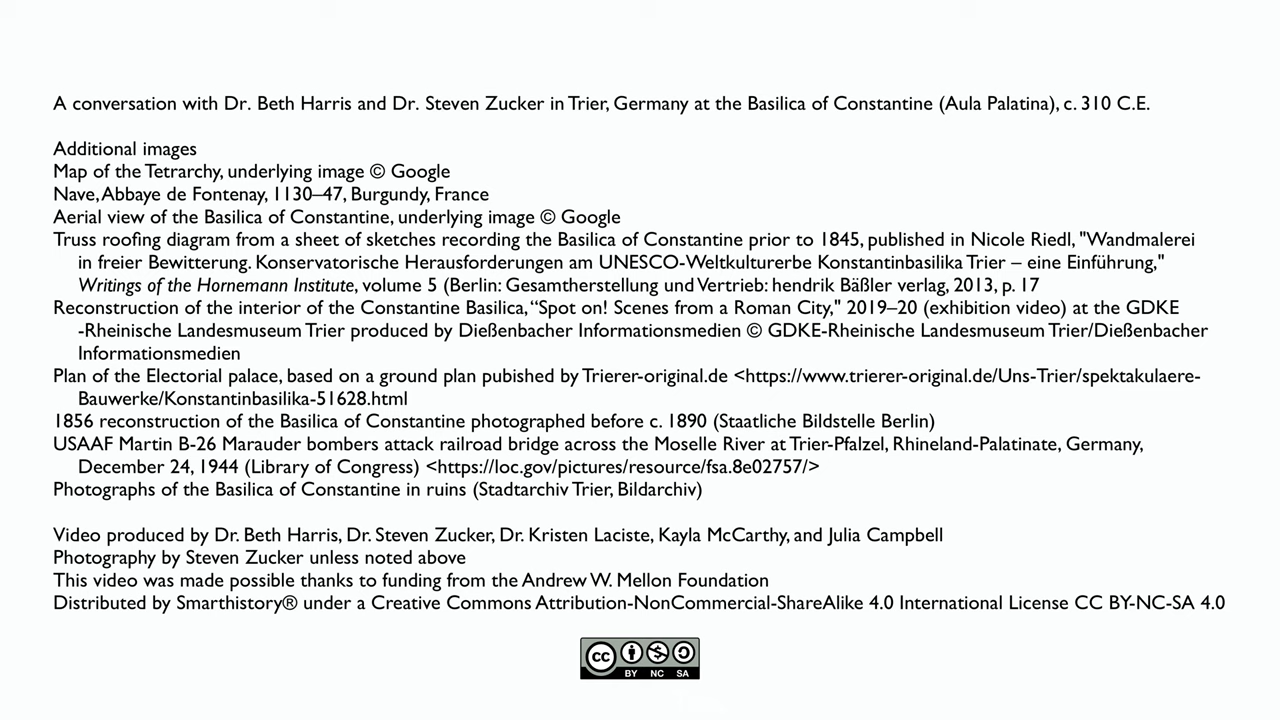 A conversation with Dr. Beth Harris and Dr. Steven Zucker in Trier, Germany at the Basilica of Constantine (Aula Palatina), c. 310 C.E.
Additional images
Map of the Tetrarchy, underlying image © Google
Nave, Abbaye de Fontenay, 1130–47, Burgundy, France
Aerial view of the Basilica of Constantine, underlying image © Google
Truss roofing diagram from a sheet of sketches recording the Basilica of Constantine prior to 1845, published in Nicole Riedl, "Wandmalerei
in freier Bewitterung. Konservatorische Herausforderungen am UNESCO-Weltkulturerbe Konstantinbasilika Trier – eine Einführung,"
Writings of the Hornemann Institute, volume 5 (Berlin: Gesamtherstellung und Vertrieb: hendrik Bäßler verlag, 2013, p. 17
Reconstruction of the interior of the Constantine Basilica, “Spot on! Scenes from a Roman City," 2019–20 (exhibition video) at the GDKE
-Rheinische Landesmuseum Trier produced by Dießenbacher Informationsmedien © GDKE-Rheinische Landesmuseum Trier/Dießenbacher
Informationsmedien
Plan of the Electorial palace, based on a ground plan pubished by Trierer-original.de <https://www.trierer-original.de/Uns-Trier/spektakulaere-
Bauwerke/Konstantinbasilika-51628.html
1856 reconstruction of the Basilica of Constantine photographed before c. 1890 (Staatliche Bildstelle Berlin)
USAAF Martin B-26 Marauder bombers attack railroad bridge across the Moselle River at Trier-Pfalzel, Rhineland-Palatinate, Germany,
December 24, 1944 (Library of Congress) <https://loc.gov/pictures/resource/fsa.8e02757/>
Photographs of the Basilica of Constantine in ruins (Stadtarchiv Trier, Bildarchiv)
Video produced by Dr. Beth Harris, Dr. Steven Zucker, Dr. Kristen Laciste, Kayla McCarthy, and Julia Campbell
Photography by Steven Zucker unless noted above
This video was made possible thanks to funding from the Andrew W. Mellon Foundation
Distributed by Smarthistory® under a Creative Commons Attribution-NonCommercial-ShareAlike 4.0 International License CC BY-NC-SA 4.0
cc BY NC SA